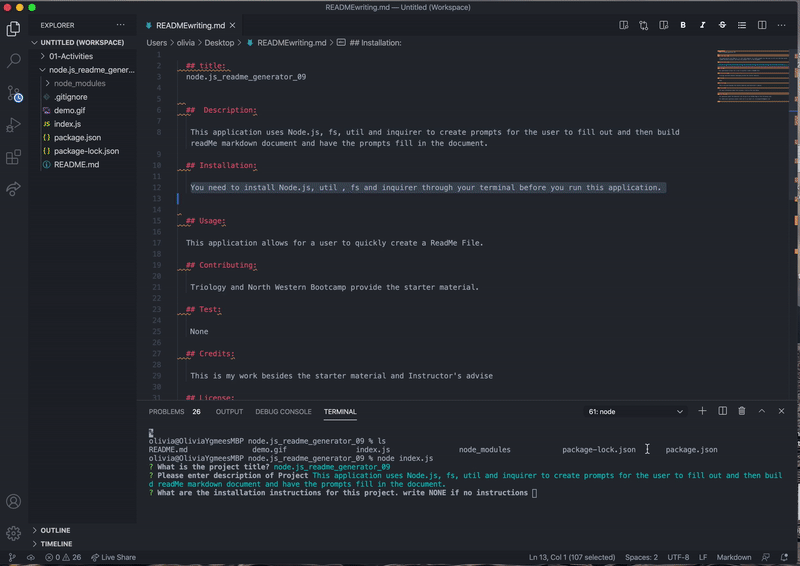 READMEwriting.md — Untitled (Workspace)
EXPLORER
READMEwriting.md
UNTITLED (WORKSPACE)
01-Activities
node.js_readme_gener...
node_modules
.gitignore
demo.gif
index.js
package.json
package-lock.json
README.md
OUTLINE
TIMELINE
Users > olivia > Desktop > READMEwriting.md > ## Installation:
1
2 ## title:
3 node.js_readme_generator_09
4
5
6 ##  Description:
7
8 This application uses Node.js, fs, util and inquirer to create prompts for the user to fill out and then build
readMe markdown document and have the prompts fill in the document.
9
10 ## Installation:
11
12 You need to install Node.js, util , fs and inquirer through your terminal before you run this application.
13
14
15 ## Usage:
16
17 This application allows for a user to quickly create a ReadMe File.
18
19 ## Contributing:
20
21 Triology and North Western Bootcamp provide the starter material.
22
23 ## Test:
24
25 None
26
27 ## Credits:
28
29 This is my work besides the starter material and Instructor's advise
30
31 ## License:
PROBLEMS 26 OUTPUT DEBUG CONSOLE TERMINAL 61: node
olivia@OliviaYgmeesMBP node.js_readme_generator_09 % ls
README.md demo.gif index.js node_modules package-lock.json package.json
olivia@OliviaYgmeesMBP node.js_readme_generator_09 % node index.js
? What is the project title? node.js_readme_generator_09
? Please enter description of Project This application uses Node.js, fs, util and inquirer to create prompts for the user to fill out and then buil
d readMe markdown document and have the prompts fill in the document.
? What are the installation instructions for this project. write NONE if no instructions
0 26 Live Share Ln 13, Col 1 (107 selected) Spaces: 2 UTF-8 LF Markdown